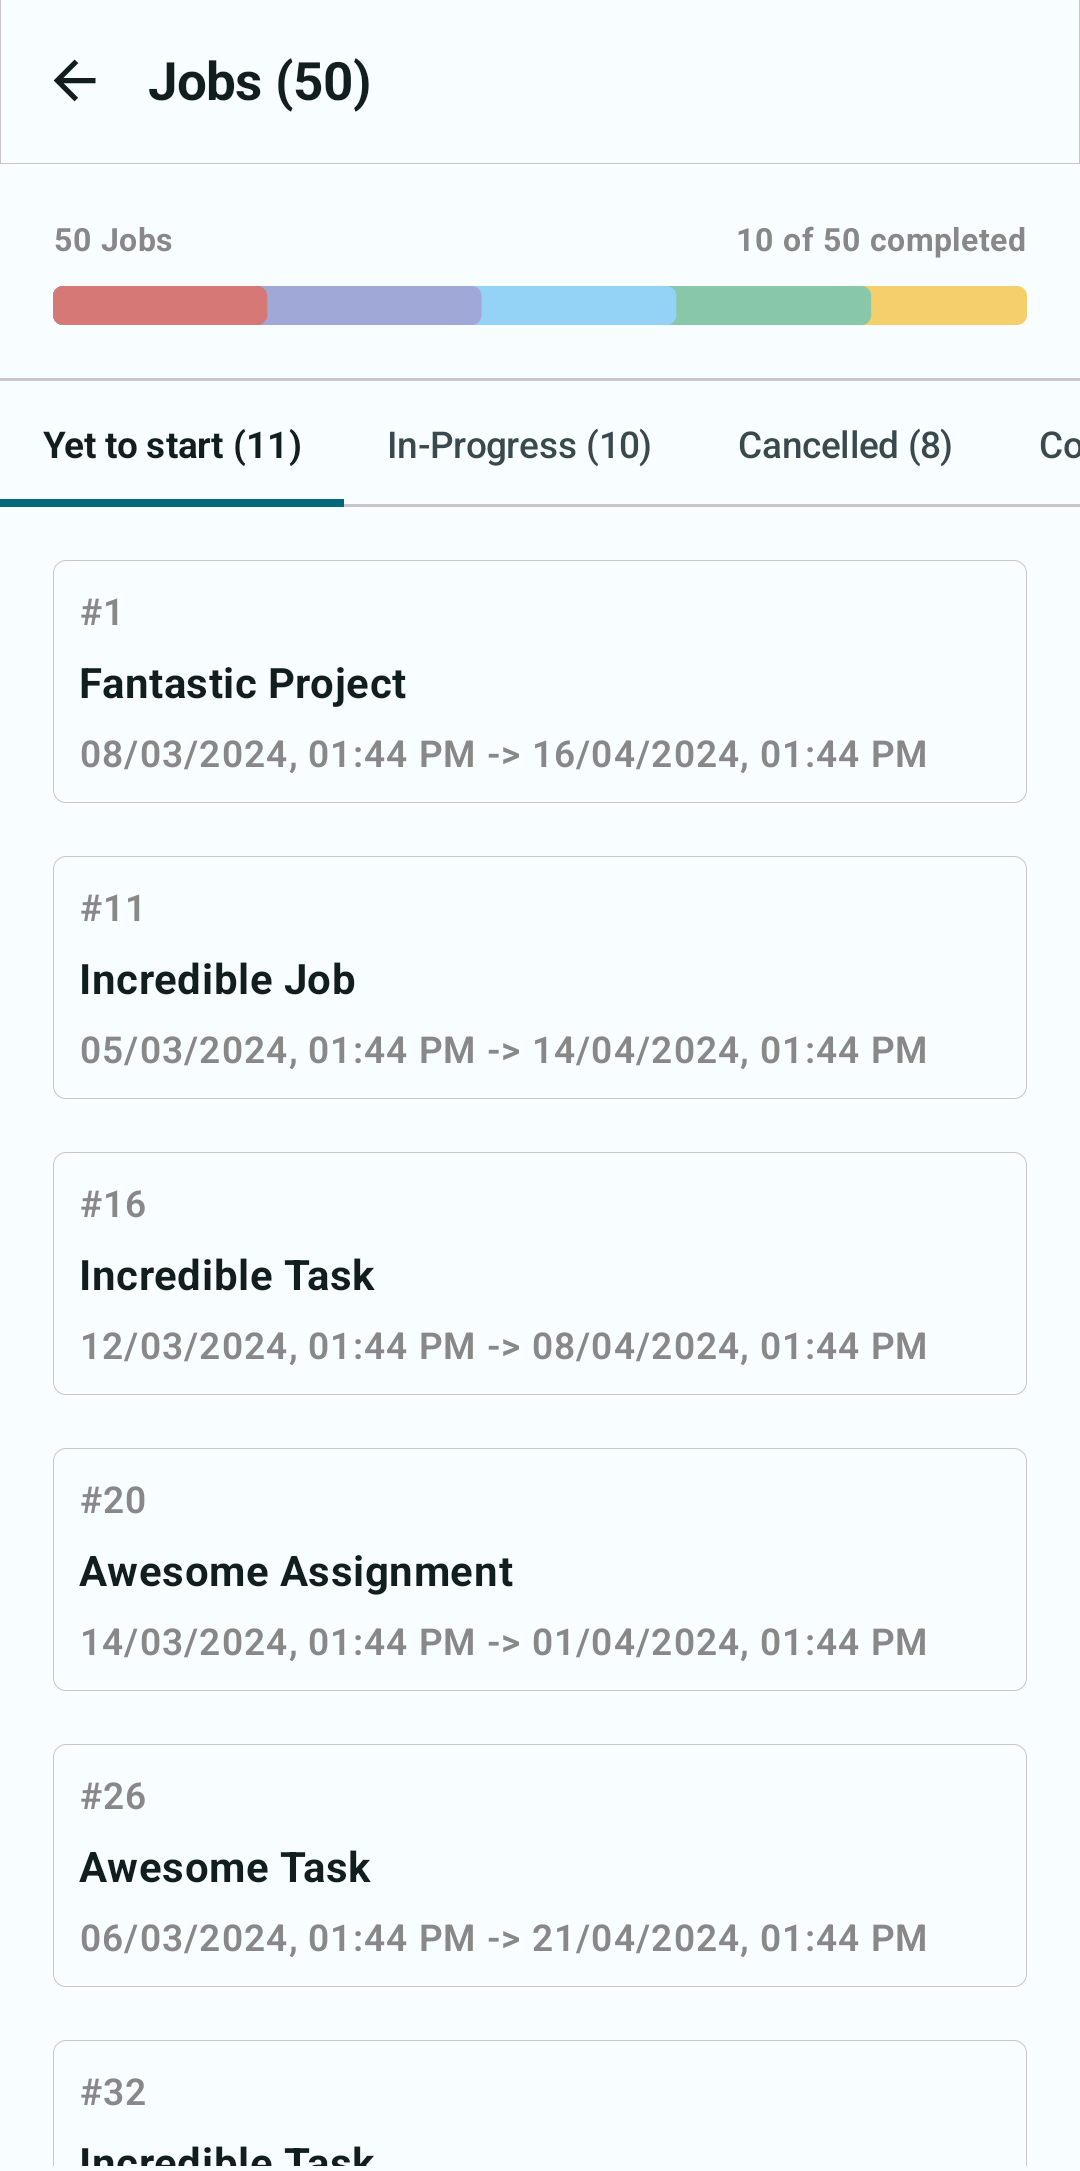 Jobs (50)
50 Jobs
10 of 50 completed
Yet to start (11)
In-Progress (10)
Cancelled (8)
Co
#1
Fantastic Project
08/03/2024, 01:44 PM -> 16/04/2024, 01:44 PM
#11
Incredible Job
05/03/2024, 01:44 PM -> 14/04/2024, 01:44 PM
#16
Incredible Task
12/03/2024, 01:44 PM -> 08/04/2024, 01:44 PM
#20
Awesome Assignment
14/03/2024, 01:44 PM -> 01/04/2024, 01:44 PM
#26
Awesome Task
06/03/2024, 01:44 PM -> 21/04/2024, 01:44 PM
#32
Incredible Task